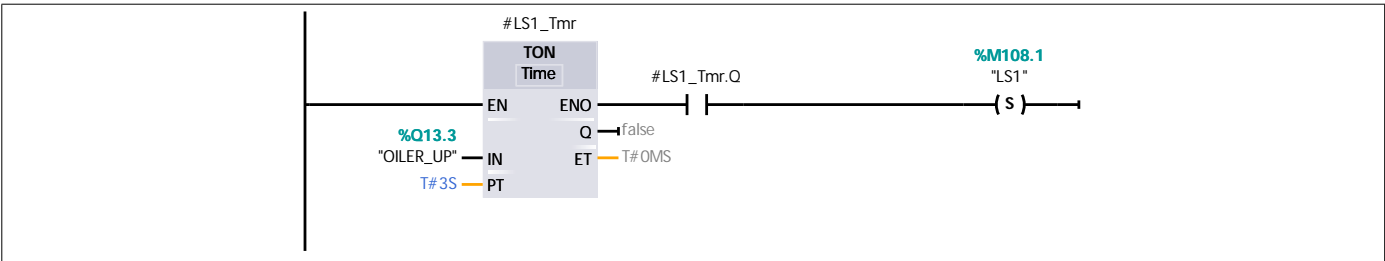 #LS1_Tmr
TON
Time
#LS1_Tmr.Q
%M108.1
"LS1"
EN ENO
S
%Q13.3
Q false
"OILER_UP" IN ET T#0MS
T#3S PT